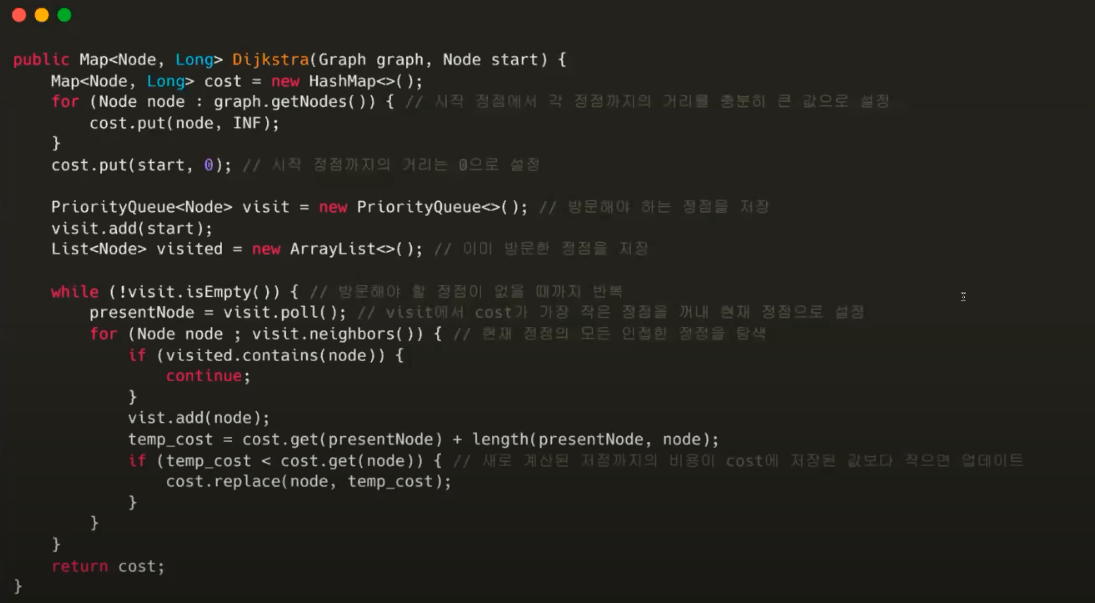 public Map<Node, Long> Dijkstra(Graph graph, Node start) {
    Map<Node, Long> cost = new HashMap<>();
    for (Node node : graph.getNodes()) { // 시작 정점에서 각 정점까지의 거리를 충분히 큰 값으로 설정
        cost.put(node, INF);
    }
    cost.put(start, 0); // 시작 정점까지의 거리는 0으로 설정

    PriorityQueue<Node> visit = new PriorityQueue<>(); // 방문해야 하는 정점을 저장
    visit.add(start);
    List<Node> visited = new ArrayList<>(); // 이미 방문한 정점을 저장

    while (!visit.isEmpty()) { // 방문해야 할 정점이 없을 때까지 반복
        presentNode = visit.poll(); // visit에서 cost가 가장 작은 정점을 꺼내 현재 정점으로 설정
        for (Node node ; visit.neighbors()) { // 현재 정점의 모든 인접한 정점을 탐색
            if (visited.contains(node)) {
                continue;
            }
            vist.add(node);
            temp_cost = cost.get(presentNode) + length(presentNode, node);
            if (temp_cost < cost.get(node)) { // 새로 계산된 저점까지의 비용이 cost에 저장된 값보다 작으면 업데이트
                cost.replace(node, temp_cost);
            }
        }
    }
    return cost;
}